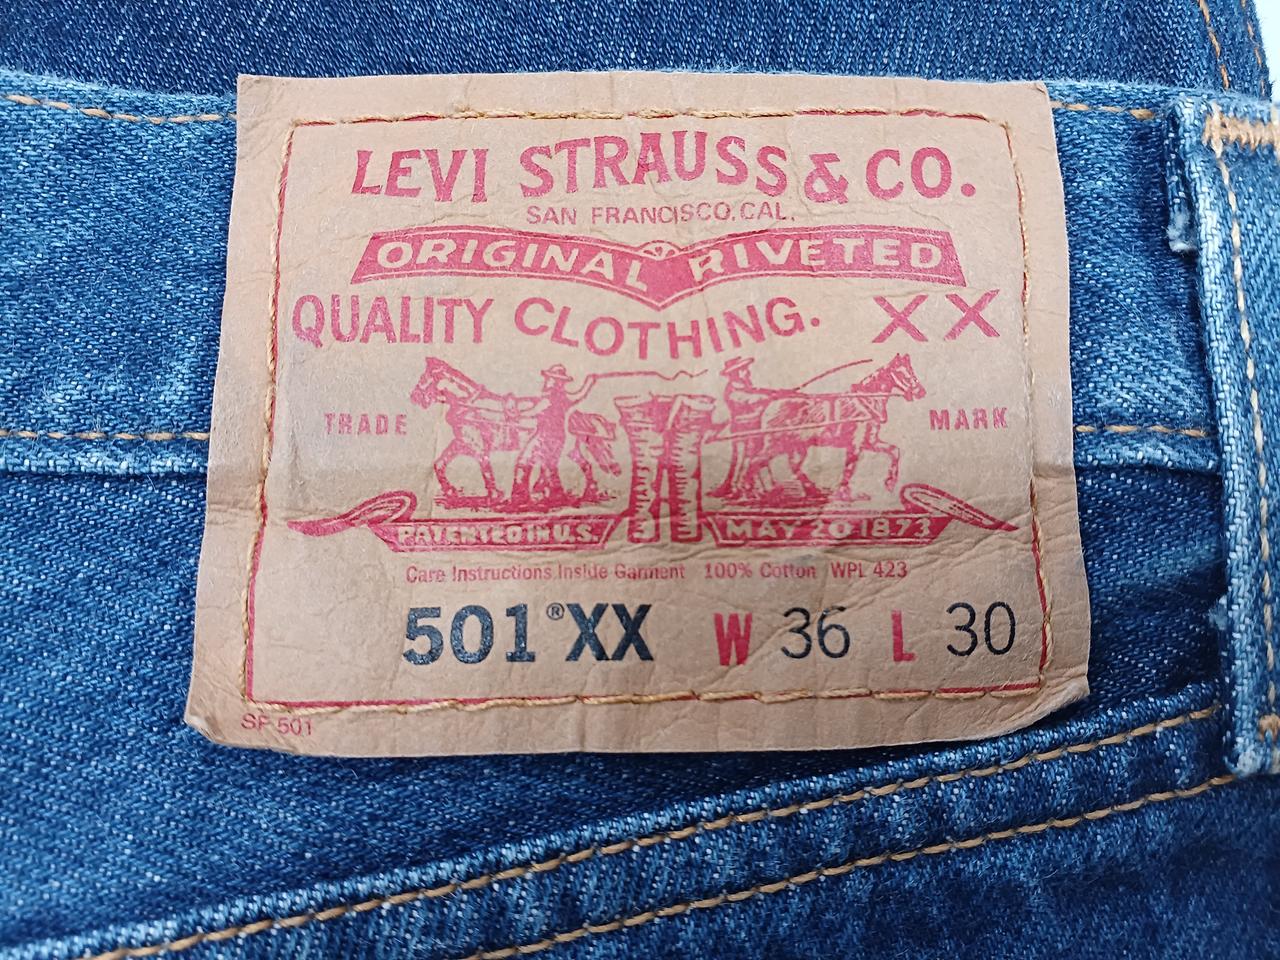 LEVI STRAUSS & CO.
SAN FRANCISCO, CAL.
ORIGINAL RIVETED
QUALITY CLOTHING. XX
TRADE MARK
PATENTED IN U.S. MAY 20 1873
Care Instructions Inside Garment 100% Cotton WPL 423
501®XX W 36 L 30
SF 501